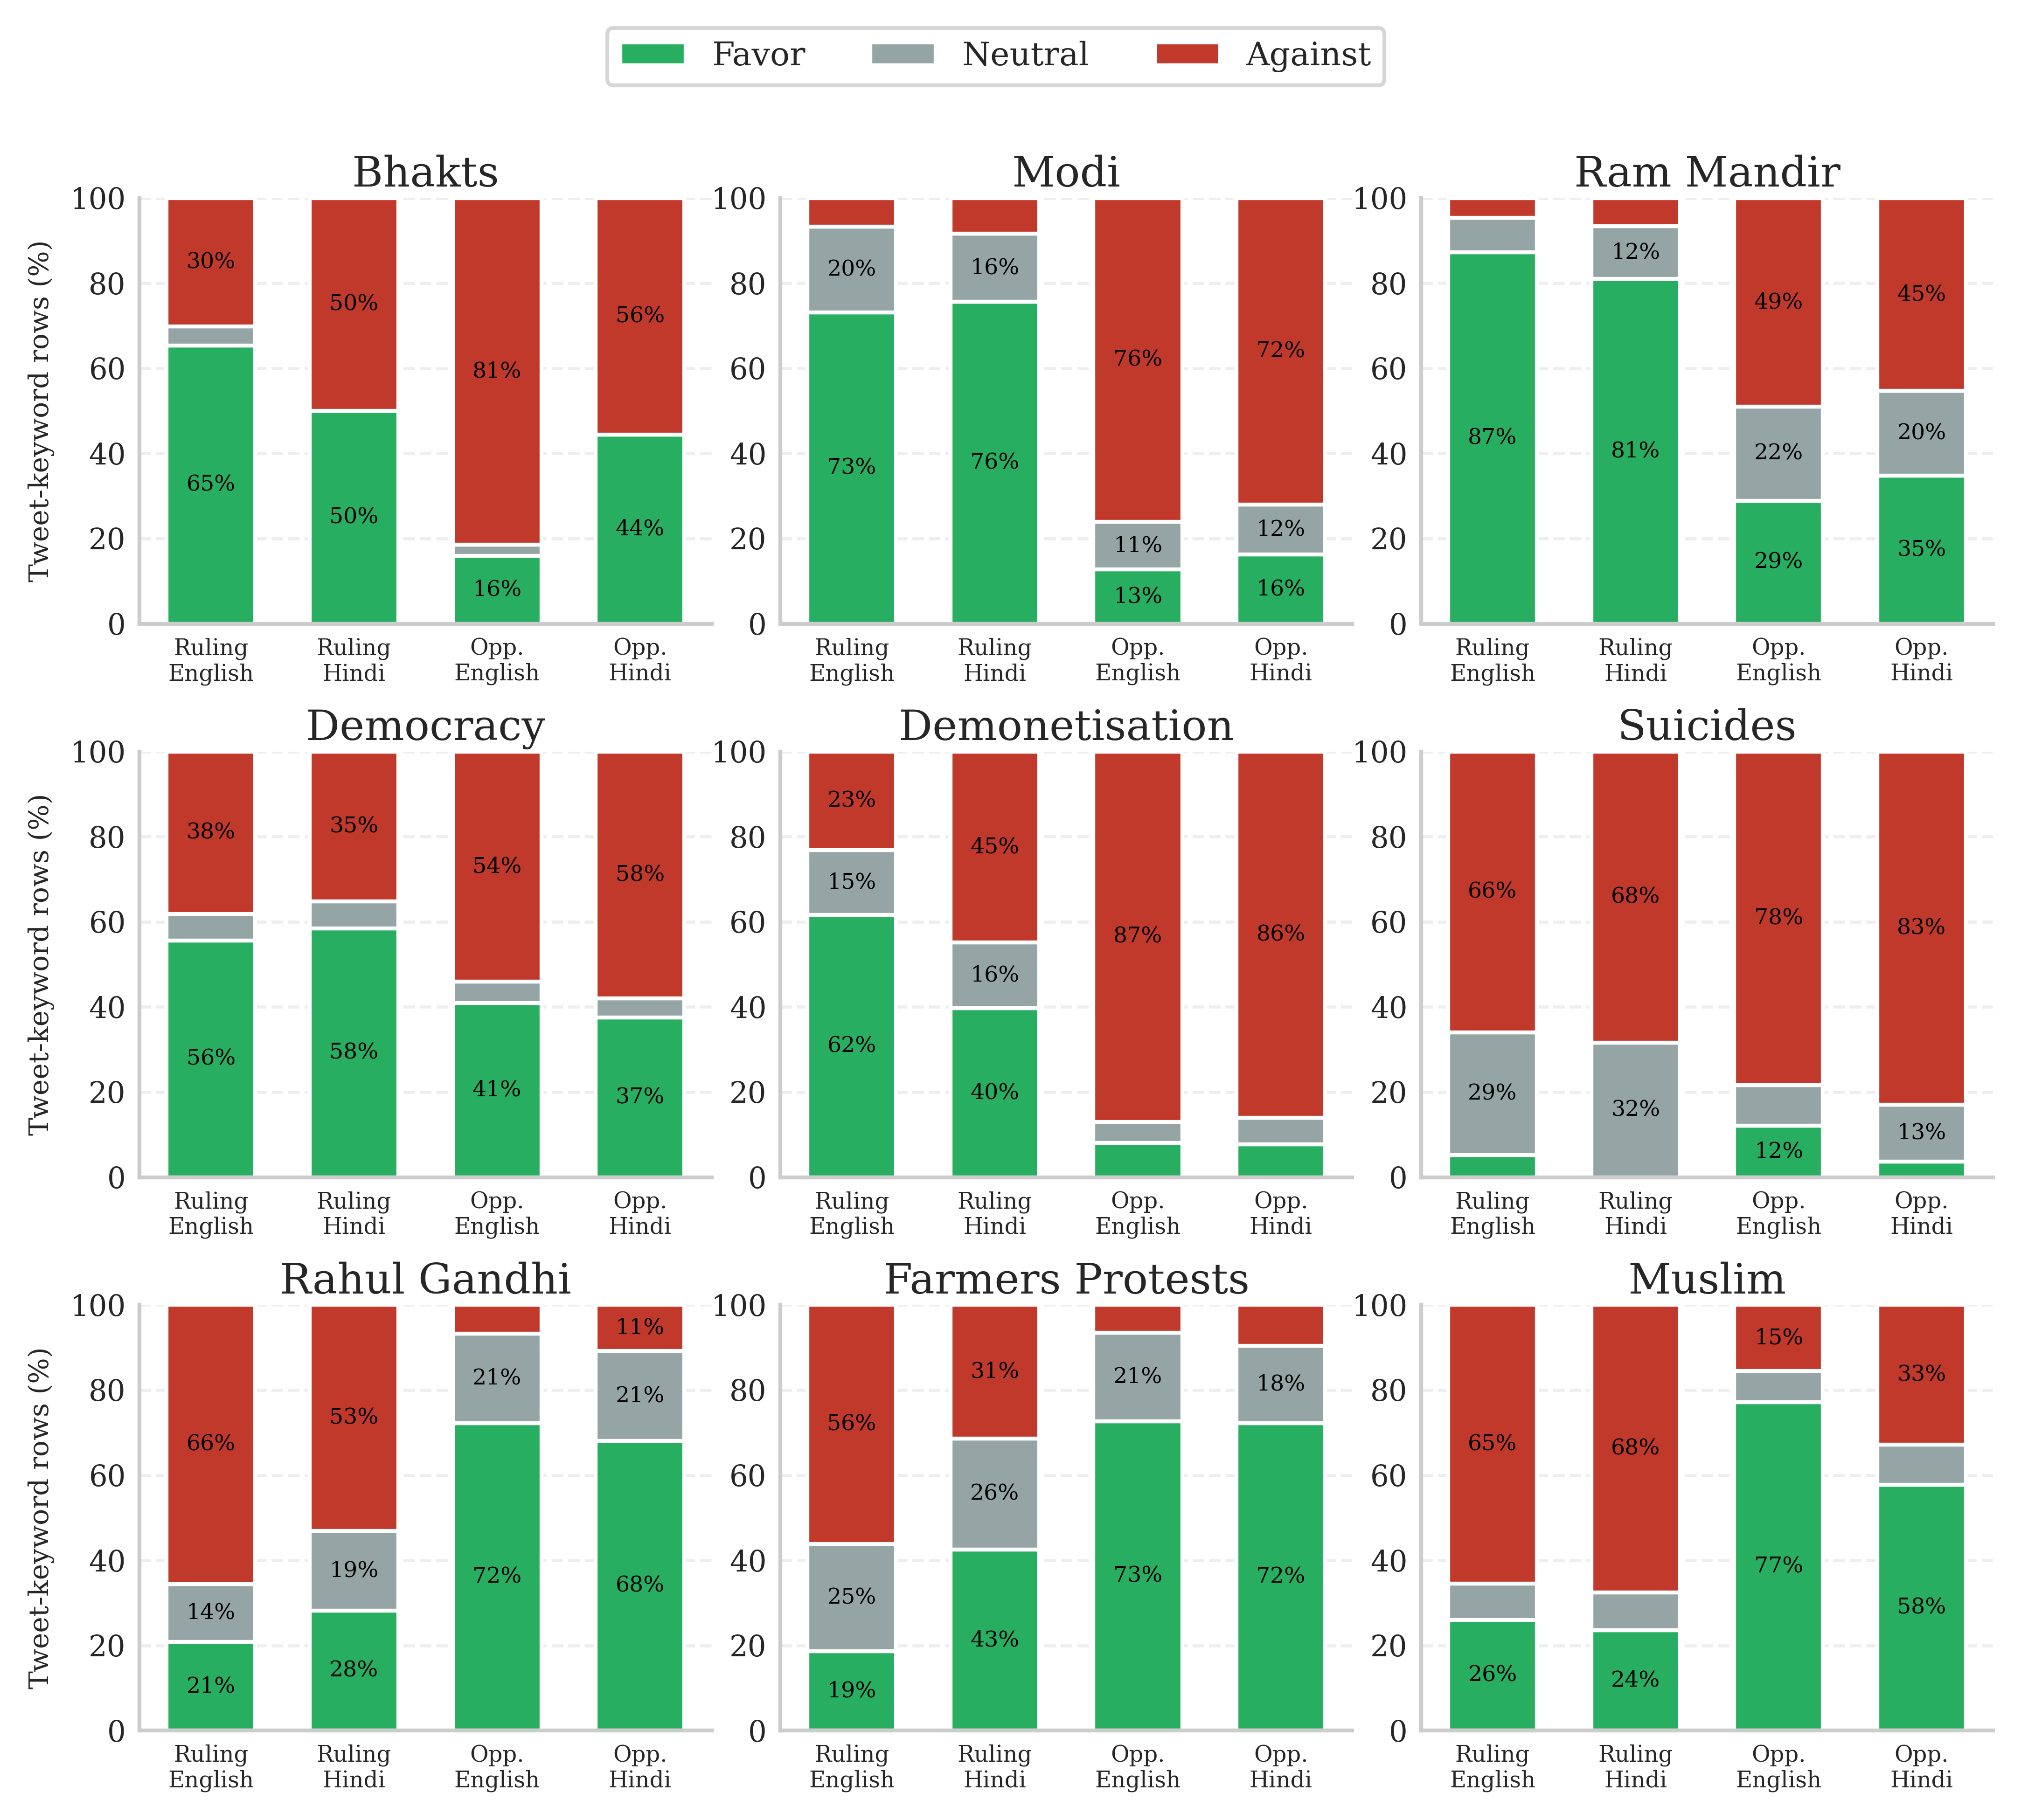 Favor Neutral Against
Bhakts Modi Ram Mandir
Tweet-keyword rows (%)
100 80 60 40 20 0
30% 65%
50% 50%
81% 16%
56% 44%
Ruling English
Ruling Hindi
Opp. English
Opp. Hindi
100 80 60 40 20 0
20% 73%
16% 76%
76% 11% 13%
72% 12% 16%
Ruling English
Ruling Hindi
Opp. English
Opp. Hindi
100 80 60 40 20 0
87%
12% 81%
49% 22% 29%
45% 20% 35%
Ruling English
Ruling Hindi
Opp. English
Opp. Hindi
Democracy Demonetisation Suicides
Tweet-keyword rows (%)
100 80 60 40 20 0
38% 56%
35% 58%
54% 41%
58% 37%
Ruling English
Ruling Hindi
Opp. English
Opp. Hindi
100 80 60 40 20 0
23% 15% 62%
45% 16% 40%
87%
86%
Ruling English
Ruling Hindi
Opp. English
Opp. Hindi
100 80 60 40 20 0
66% 29%
68% 32%
78% 12%
83% 13%
Ruling English
Ruling Hindi
Opp. English
Opp. Hindi
Rahul Gandhi Farmers Protests Muslim
Tweet-keyword rows (%)
100 80 60 40 20 0
66% 14% 21%
53% 19% 28%
21% 72%
11% 21% 68%
Ruling English
Ruling Hindi
Opp. English
Opp. Hindi
100 80 60 40 20 0
56% 25% 19%
31% 26% 43%
21% 73%
18% 72%
Ruling English
Ruling Hindi
Opp. English
Opp. Hindi
100 80 60 40 20 0
65% 26%
68% 24%
15% 77%
33% 58%
Ruling English
Ruling Hindi
Opp. English
Opp. Hindi